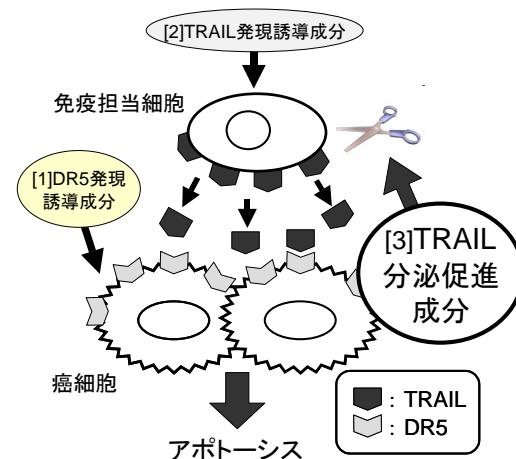 [2]TRAIL発現誘導成分
免疫担当細胞
[1]DR5発現
誘導成分
[3]TRAIL
分泌促進
成分
癌細胞
: TRAIL
: DR5
アポトーシス